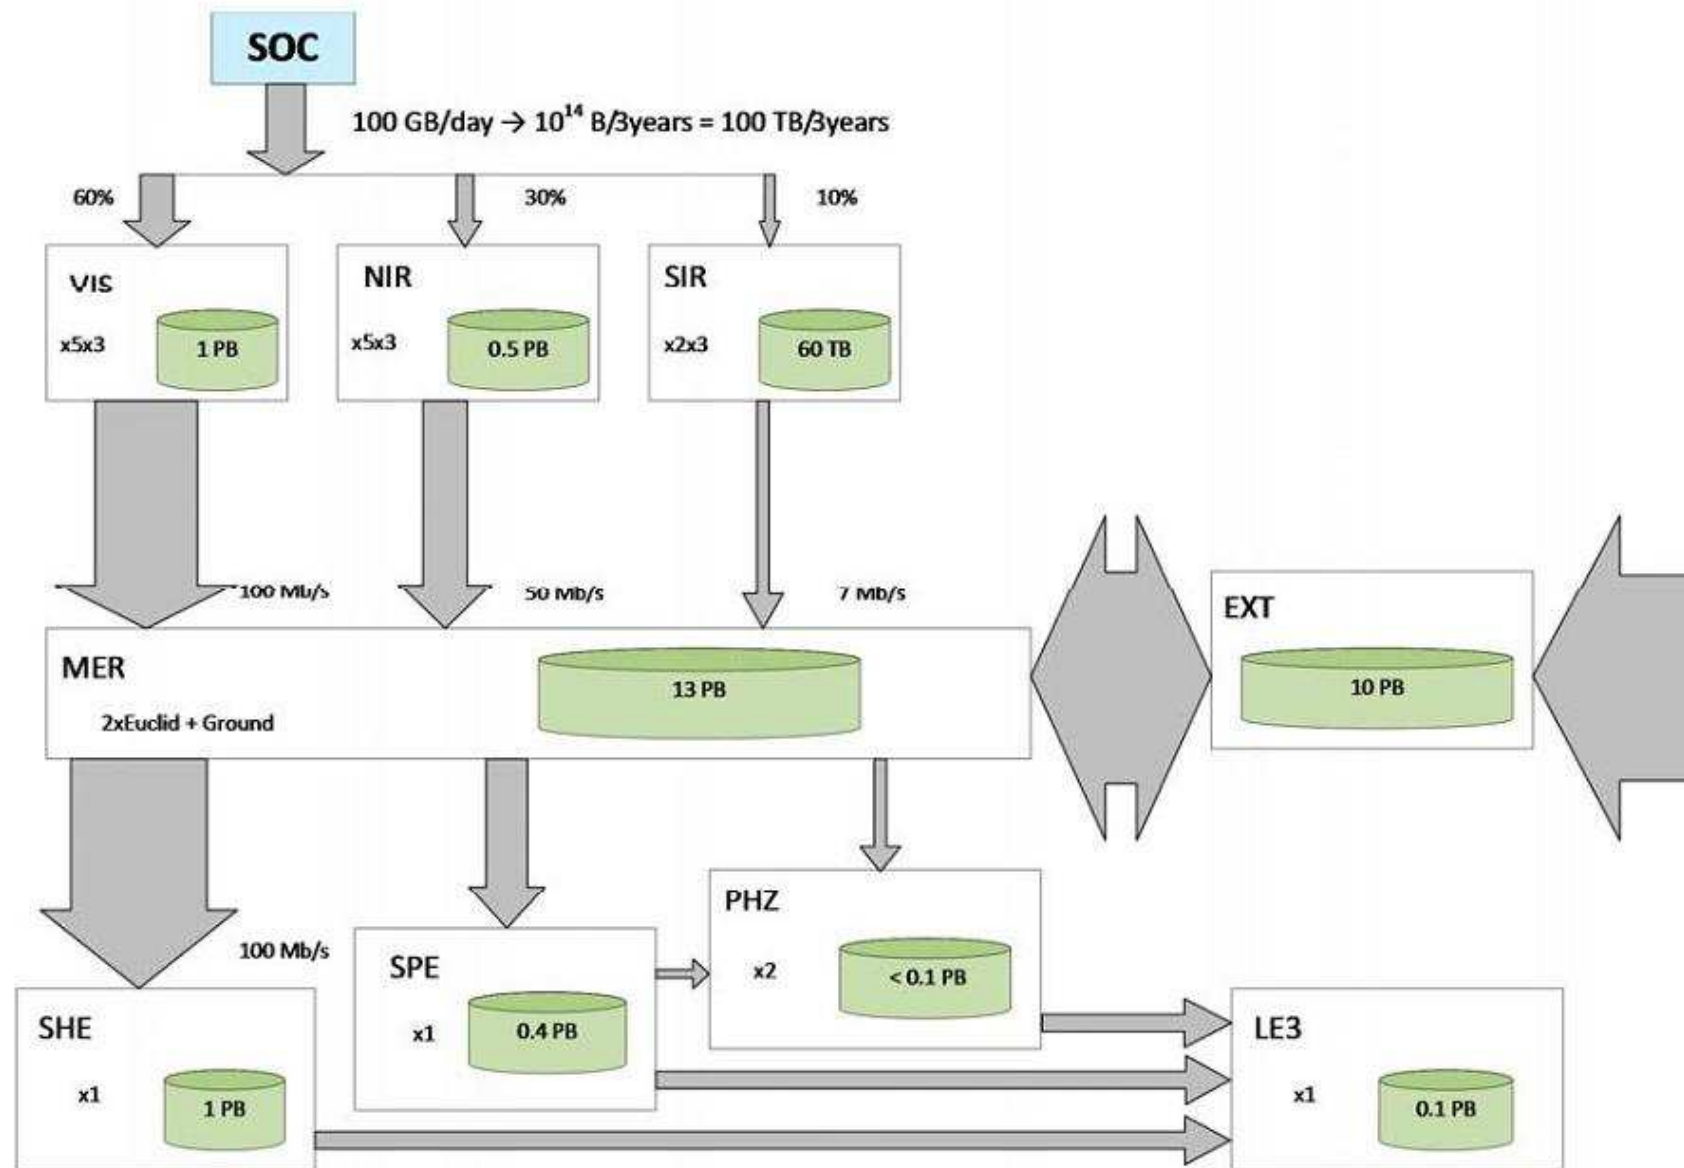 SOC
100 GB/day → 10¹⁴ B/3years = 100 TB/3years
60%
30%
10%
VIS
x5x3
1 PB
NIR
x5x3
0.5 PB
SIR
x2x3
60 TB
100 Mb/s
50 Mb/s
7 Mb/s
MER
13 PB
2xEuclid + Ground
EXT
10 PB
100 Mb/s
SPE
x1
0.4 PB
PHZ
x2
< 0.1 PB
SHE
x1
1 PB
LE3
x1
0.1 PB